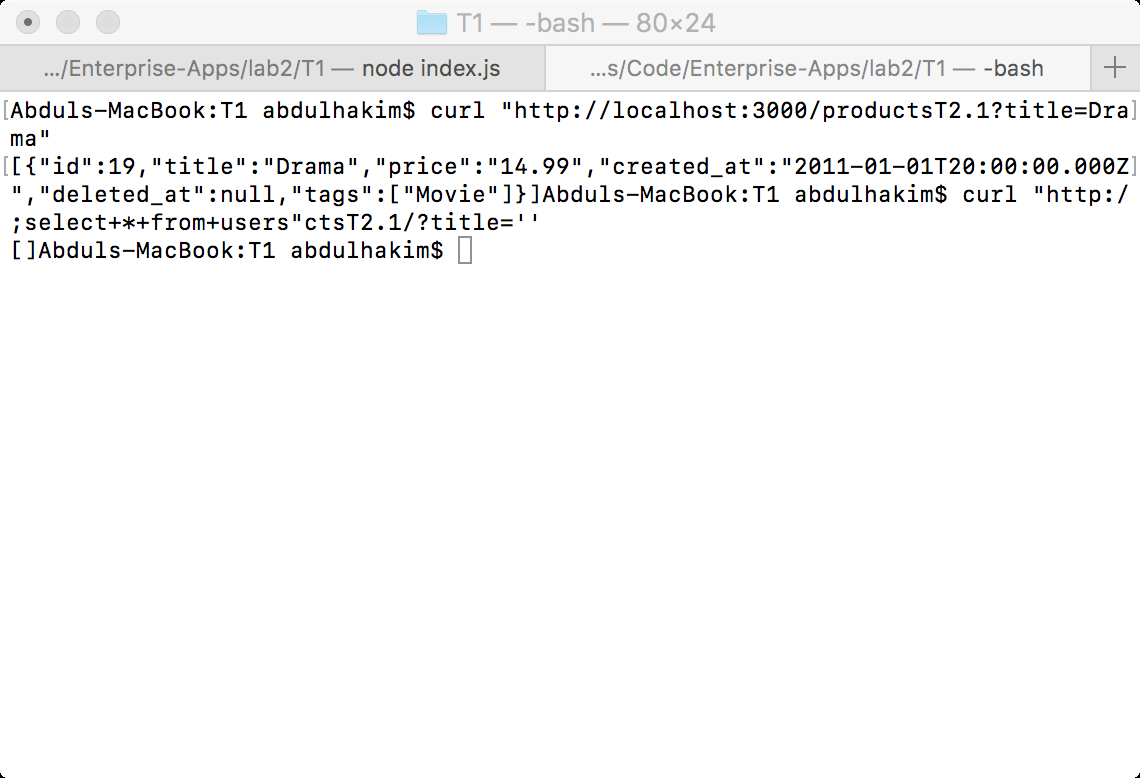 T1 — -bash — 80×24
.../Enterprise-Apps/lab2/T1 — node index.js
...s/Code/Enterprise-Apps/lab2/T1 — -bash
+
[Abduls-MacBook:T1 abdulhakim$ curl "http://localhost:3000/productsT2.1?title=Dra]
ma"
[[{"id":19,"title":"Drama","price":"14.99","created_at":"2011-01-01T20:00:00.000Z]
","deleted_at":null,"tags":["Movie"]}]Abduls-MacBook:T1 abdulhakim$ curl "http:/
;select+*+from+users"ctsT2.1/?title=''
[]Abduls-MacBook:T1 abdulhakim$